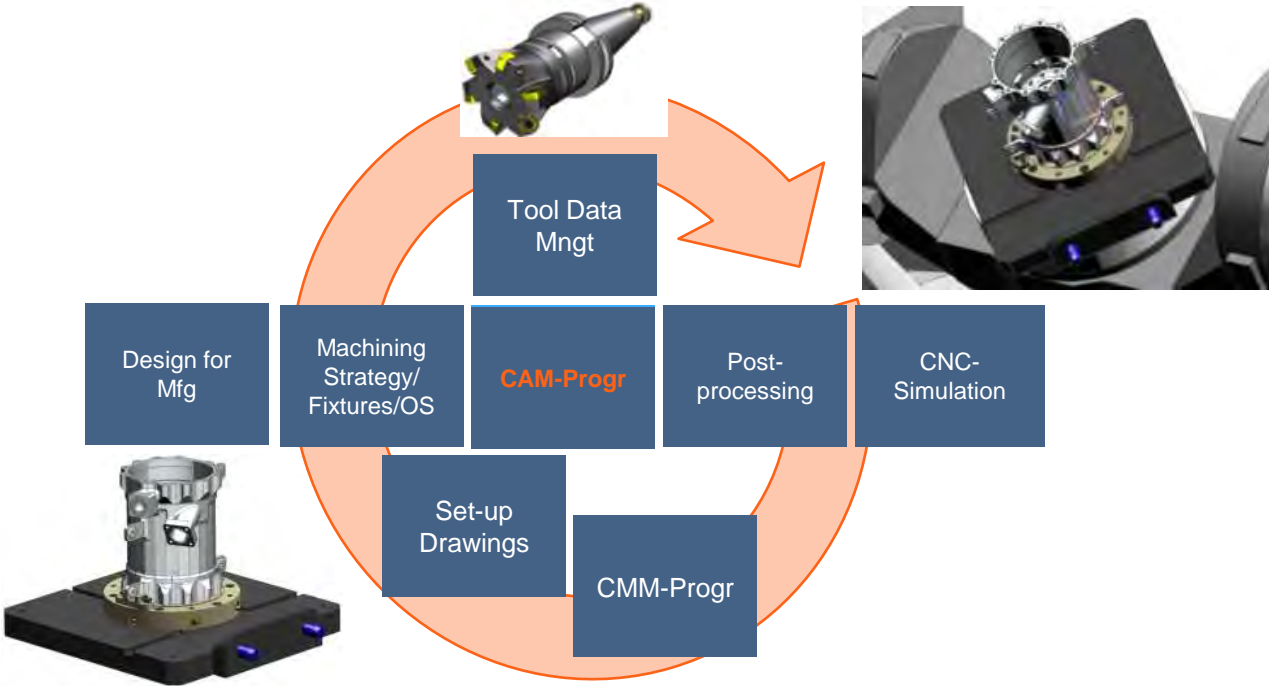 Tool Data
Mngt
Design for
Mfg
Machining
Strategy/
Fixtures/OS
CAM-Progr
Post-
processing
CNC-
Simulation
Set-up
Drawings
CMM-Progr